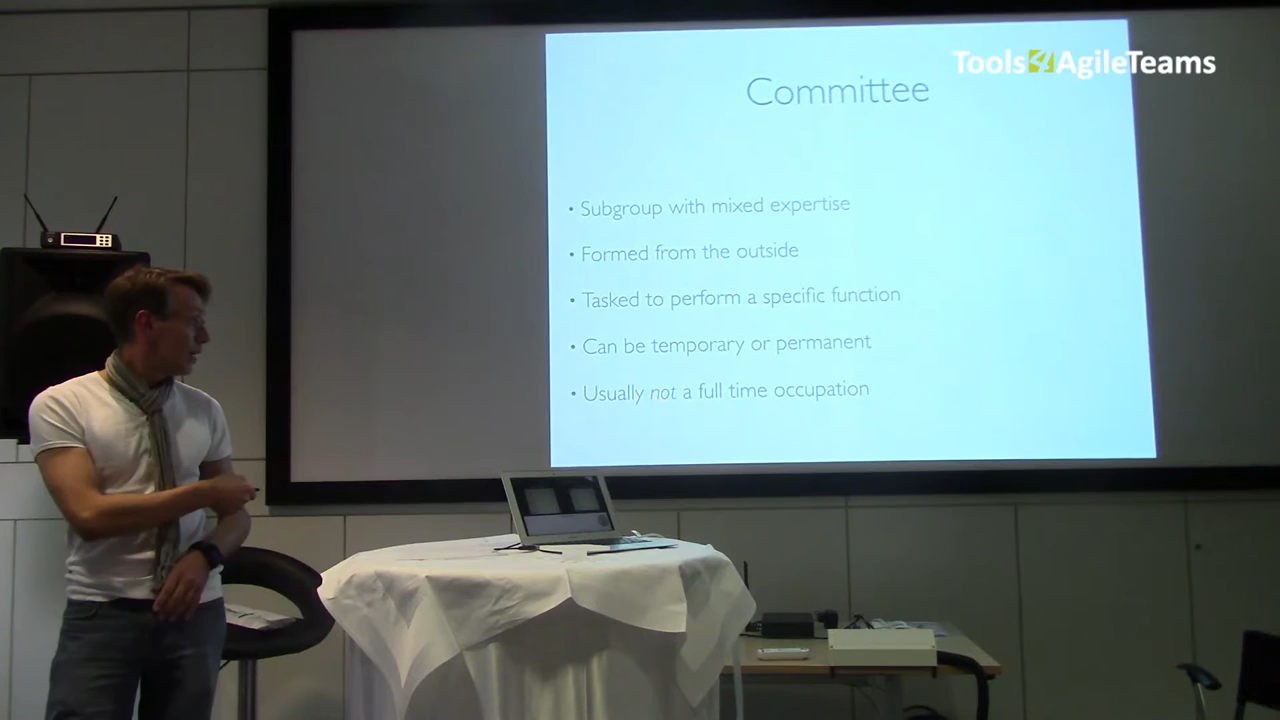 Tools4AgileTeams
Committee
• Subgroup with mixed expertise
• Formed from the outside
• Tasked to perform a specific function
• Can be temporary or permanent
• Usually not a full time occupation